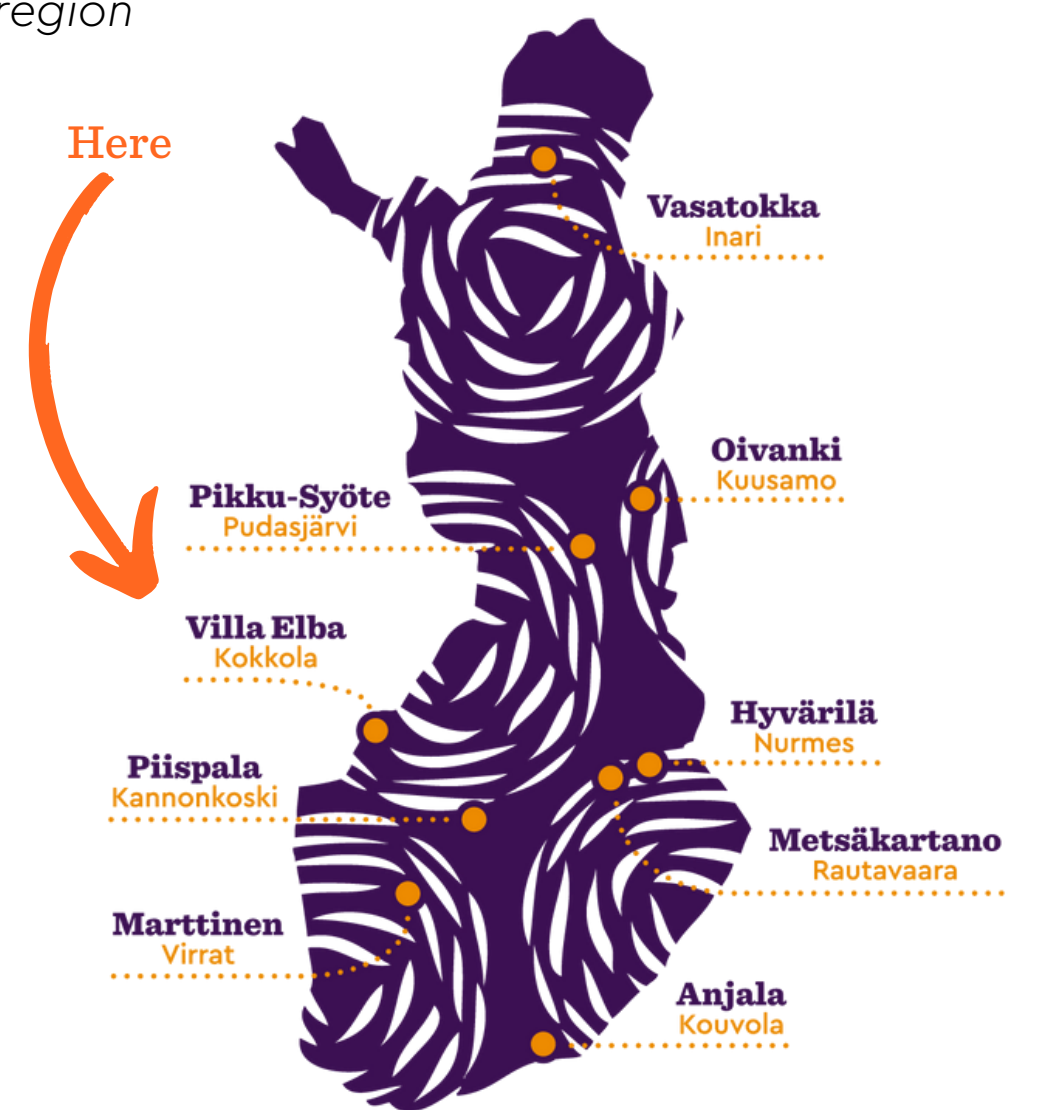 region
Here
Vasatokka
Inari
Oivanki
Kuusamo
Pikku-Syöte
Pudasjärvi
Villa Elba
Kokkola
Hyvärilä
Nurmes
Piispala
Kannonkoski
Metsäkartano
Rautavaara
Marttinen
Virrat
Anjala
Kouvola